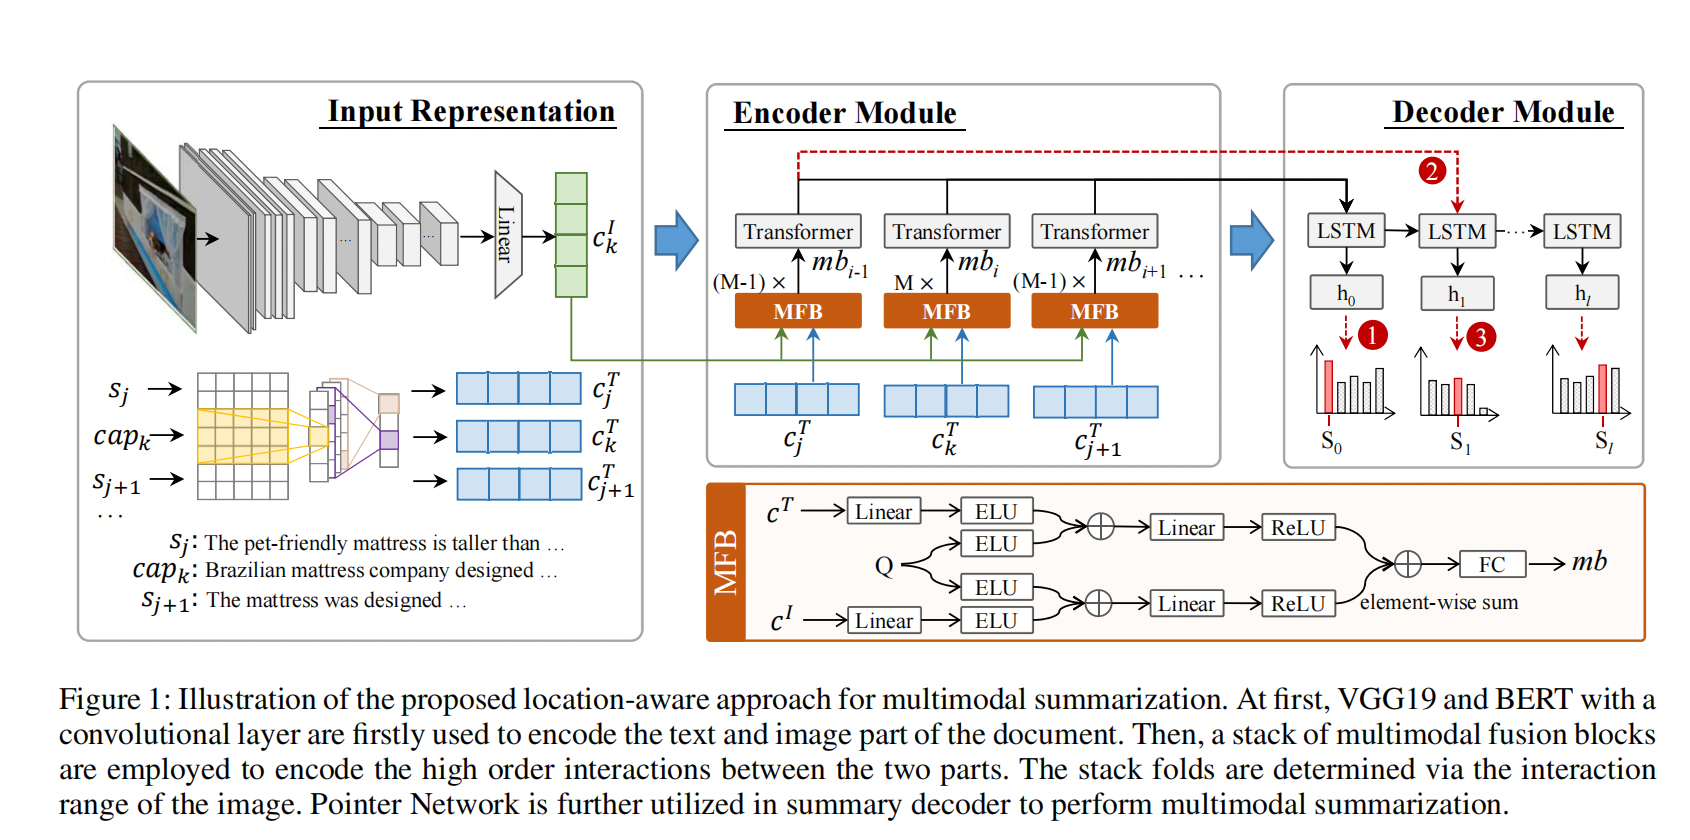 Input Representation
Linear
c_k^I
s_j
cap_k
s_{j+1}
...
c_j^T
c_k^T
c_{j+1}^T
s_j: The pet-friendly mattress is taller than …
cap_k: Brazilian mattress company designed …
s_{j+1}: The mattress was designed …
Encoder Module
Transformer Transformer Transformer
mb_{i-1} mb_i mb_{i+1} …
(M-1) × M × (M-1) ×
MFB MFB MFB
c_j^T c_k^T c_{j+1}^T
Decoder Module
2
LSTM LSTM ... LSTM
h_0 h_1 h_l
1 3
S_0 S_1 S_l
MFB
c^T Linear ELU Linear ReLU
Q ELU
ELU
c^I Linear ELU Linear ReLU
FC mb
element-wise sum
Figure 1: Illustration of the proposed location-aware approach for multimodal summarization. At first, VGG19 and BERT with a
convolutional layer are firstly used to encode the text and image part of the document. Then, a stack of multimodal fusion blocks
are employed to encode the high order interactions between the two parts. The stack folds are determined via the interaction
range of the image. Pointer Network is further utilized in summary decoder to perform multimodal summarization.